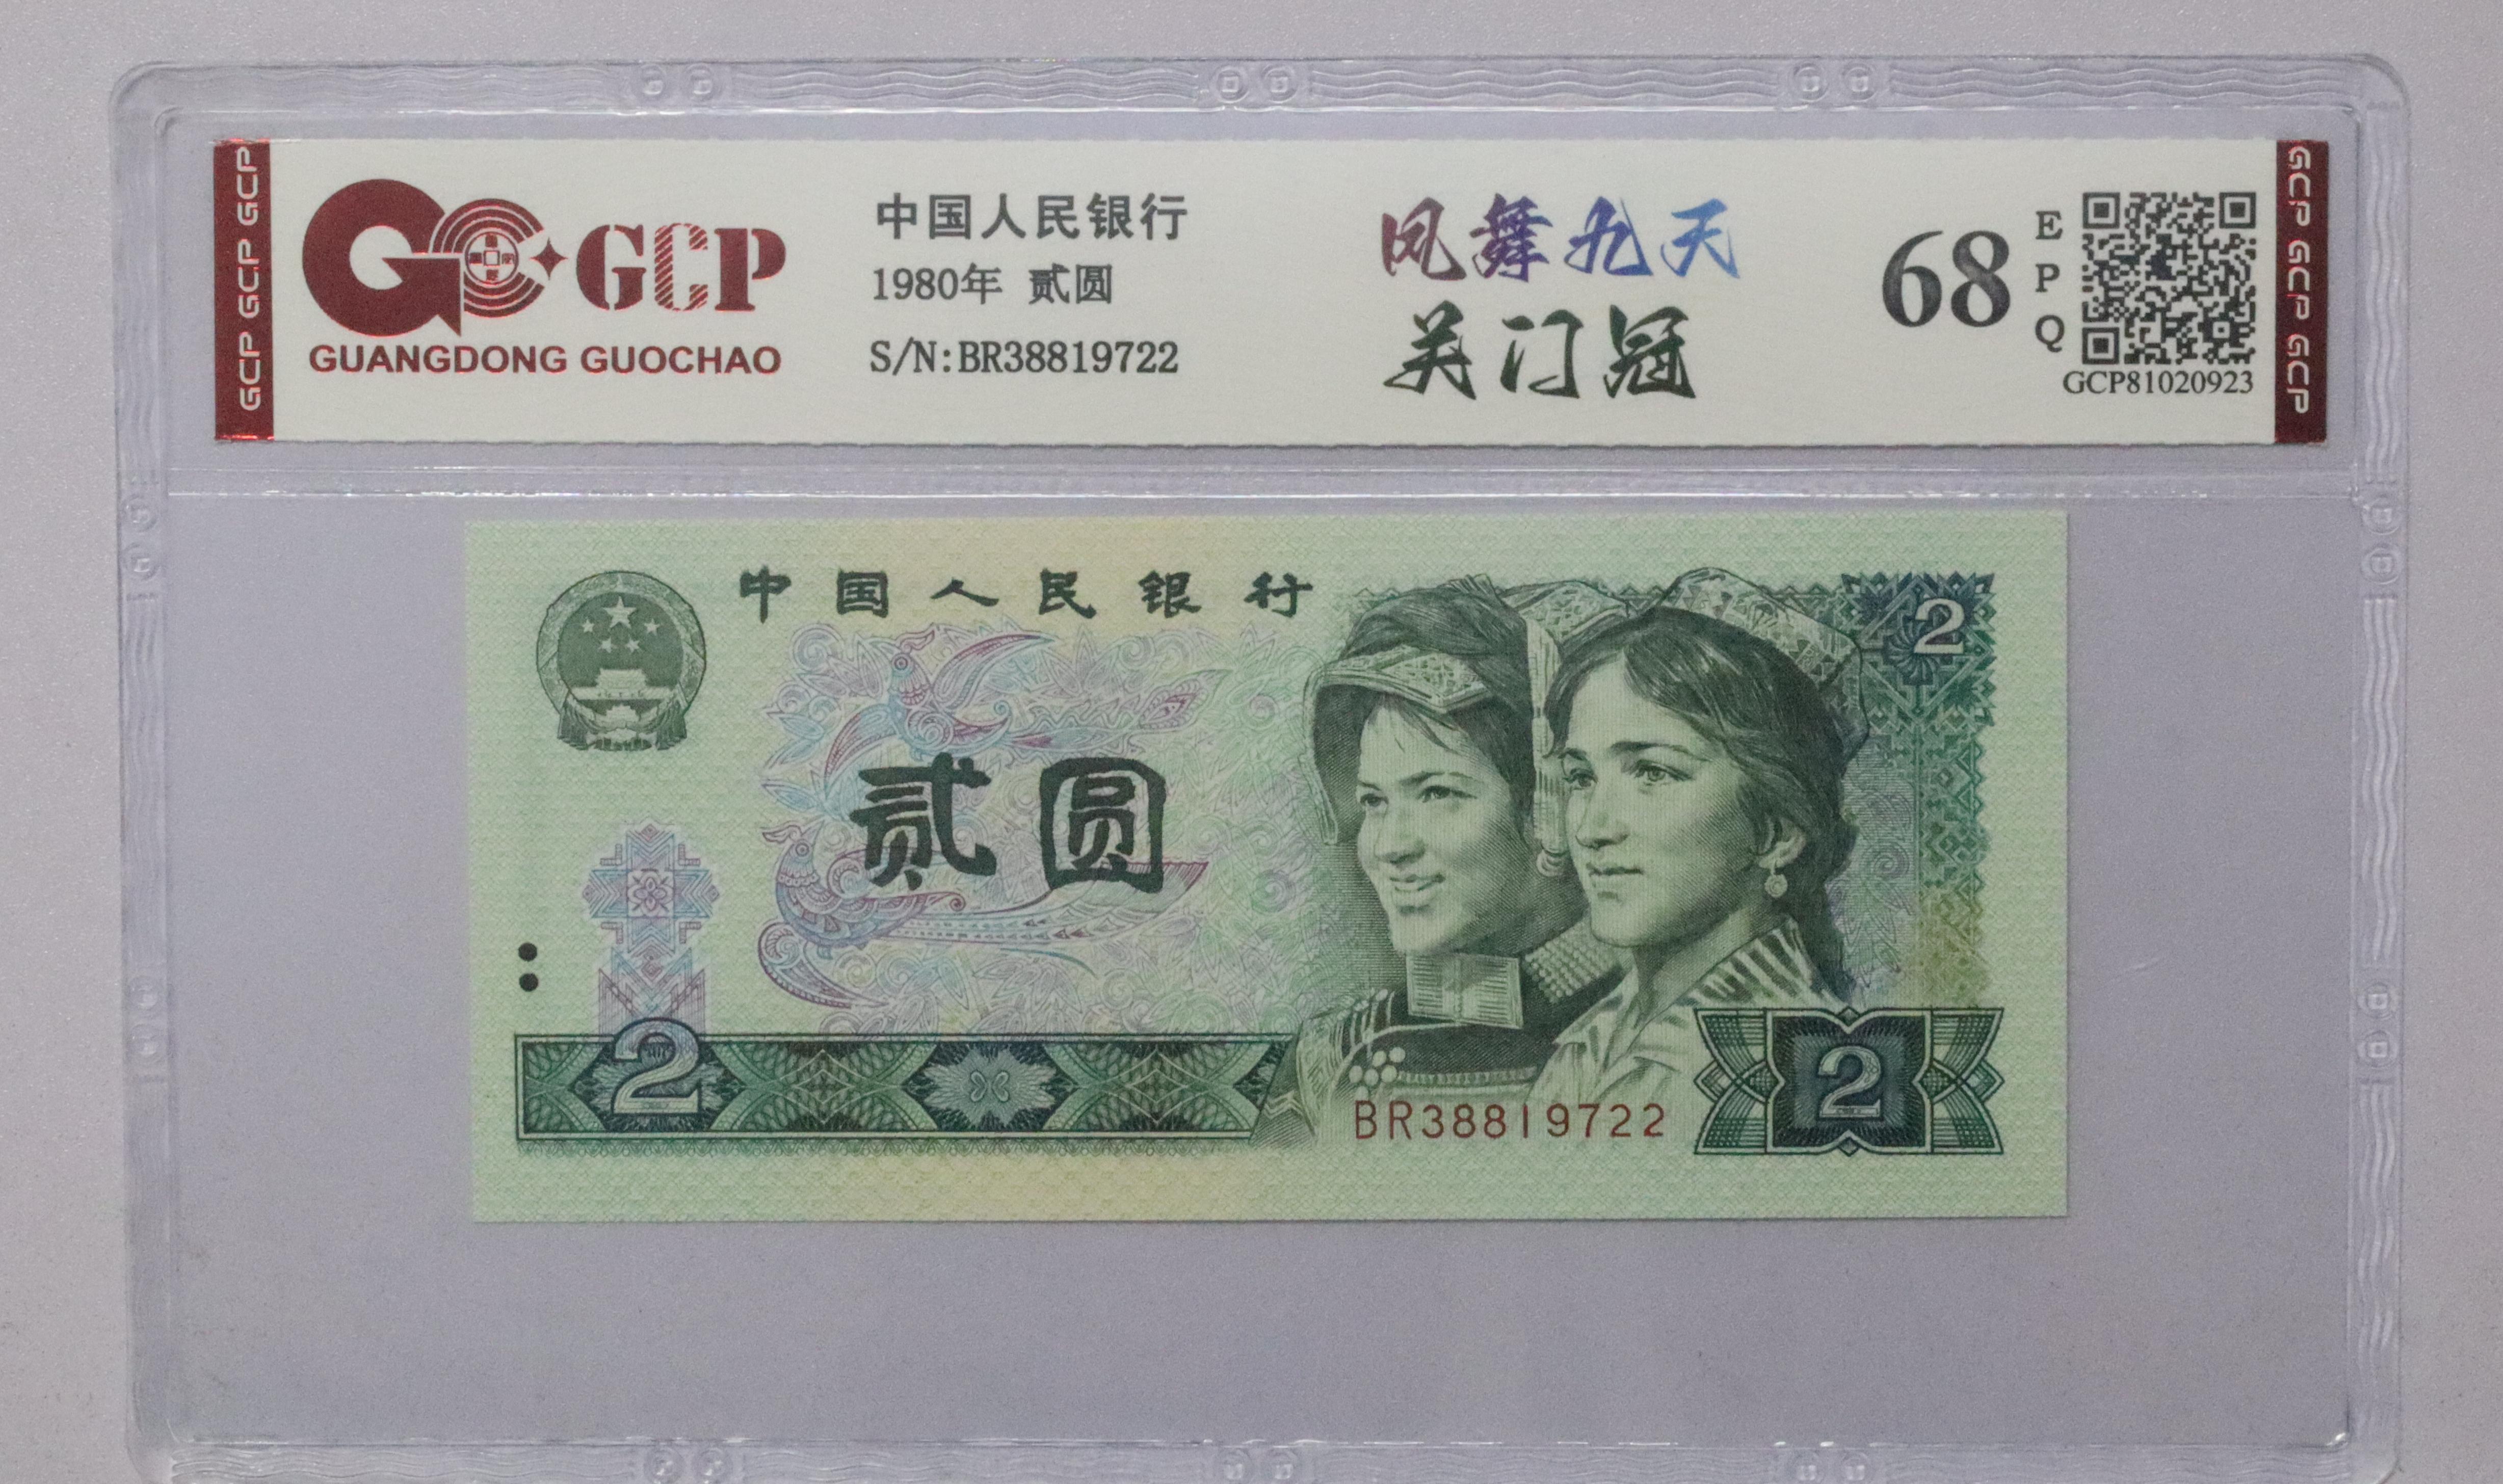 GCP GCP GCP
GCP
GUANGDONG GUOCHAO
中国人民银行
1980年 贰圆
S/N:BR38819722
凤舞九天
关门冠
68
E
P
Q
GCP81020923
GCP GCP GCP
中国人民银行
2
贰圆
2
2
BR38819722